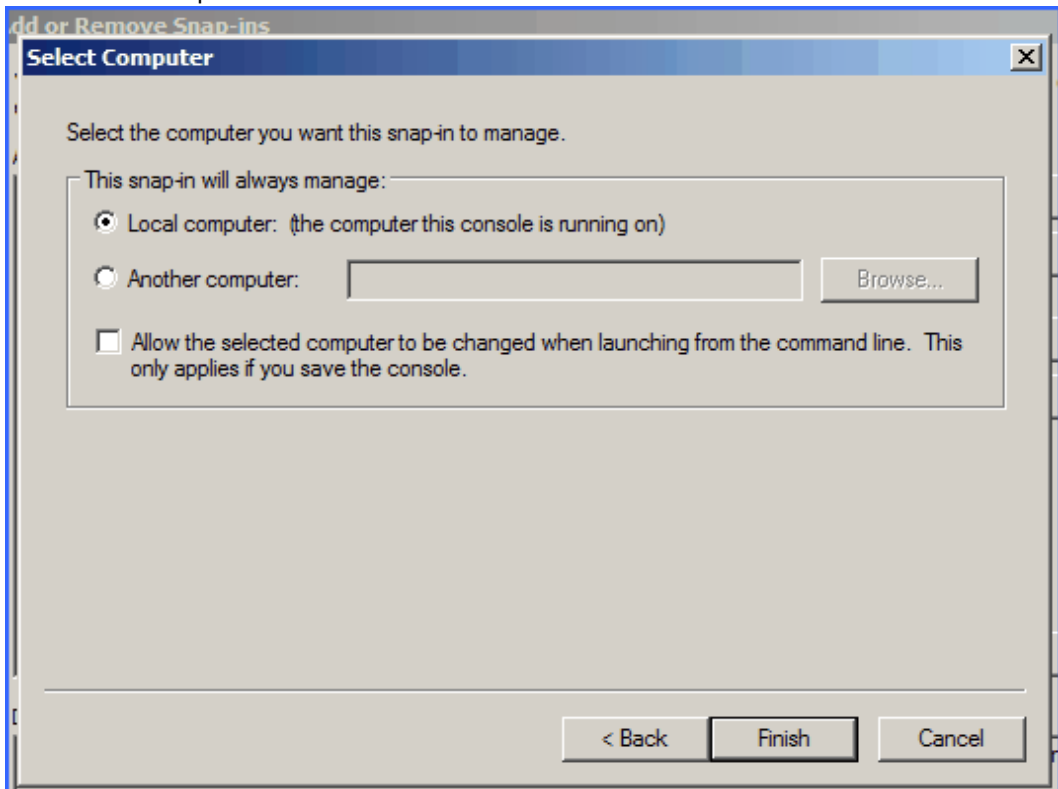 Add or Remove Snap-ins
Select Computer
Select the computer you want this snap-in to manage.
This snap-in will always manage:
Local computer: (the computer this console is running on)
Another computer:
Browse...
Allow the selected computer to be changed when launching from the command line. This
only applies if you save the console.
< Back
Finish
Cancel